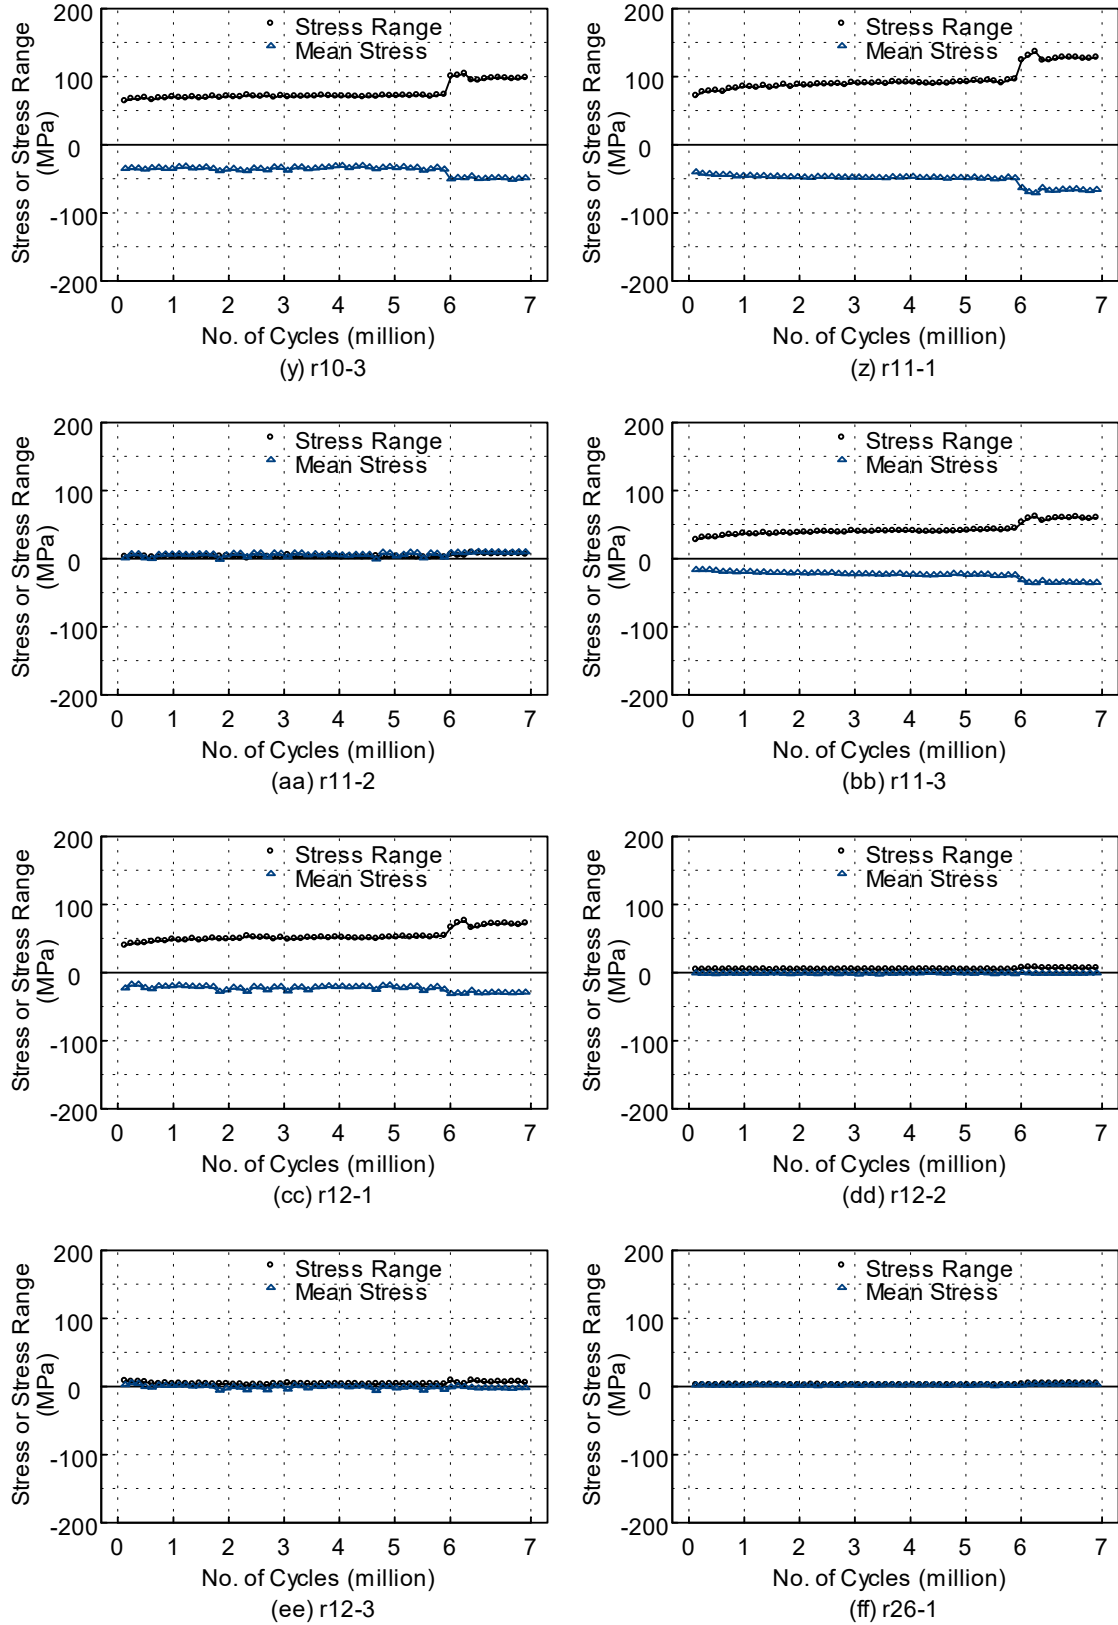 200
100
0
-100
-200
Stress or Stress Range
(MPa)
Stress Range
Mean Stress
0 1 2 3 4 5 6 7
No. of Cycles (million)
(y) r10-3
200
100
0
-100
-200
Stress or Stress Range
(MPa)
Stress Range
Mean Stress
0 1 2 3 4 5 6 7
No. of Cycles (million)
(z) r11-1
200
100
0
-100
-200
Stress or Stress Range
(MPa)
Stress Range
Mean Stress
0 1 2 3 4 5 6 7
No. of Cycles (million)
(aa) r11-2
200
100
0
-100
-200
Stress or Stress Range
(MPa)
Stress Range
Mean Stress
0 1 2 3 4 5 6 7
No. of Cycles (million)
(bb) r11-3
200
100
0
-100
-200
Stress or Stress Range
(MPa)
Stress Range
Mean Stress
0 1 2 3 4 5 6 7
No. of Cycles (million)
(cc) r12-1
200
100
0
-100
-200
Stress or Stress Range
(MPa)
Stress Range
Mean Stress
0 1 2 3 4 5 6 7
No. of Cycles (million)
(dd) r12-2
200
100
0
-100
-200
Stress or Stress Range
(MPa)
Stress Range
Mean Stress
0 1 2 3 4 5 6 7
No. of Cycles (million)
(ee) r12-3
200
100
0
-100
-200
Stress or Stress Range
(MPa)
Stress Range
Mean Stress
0 1 2 3 4 5 6 7
No. of Cycles (million)
(ff) r26-1